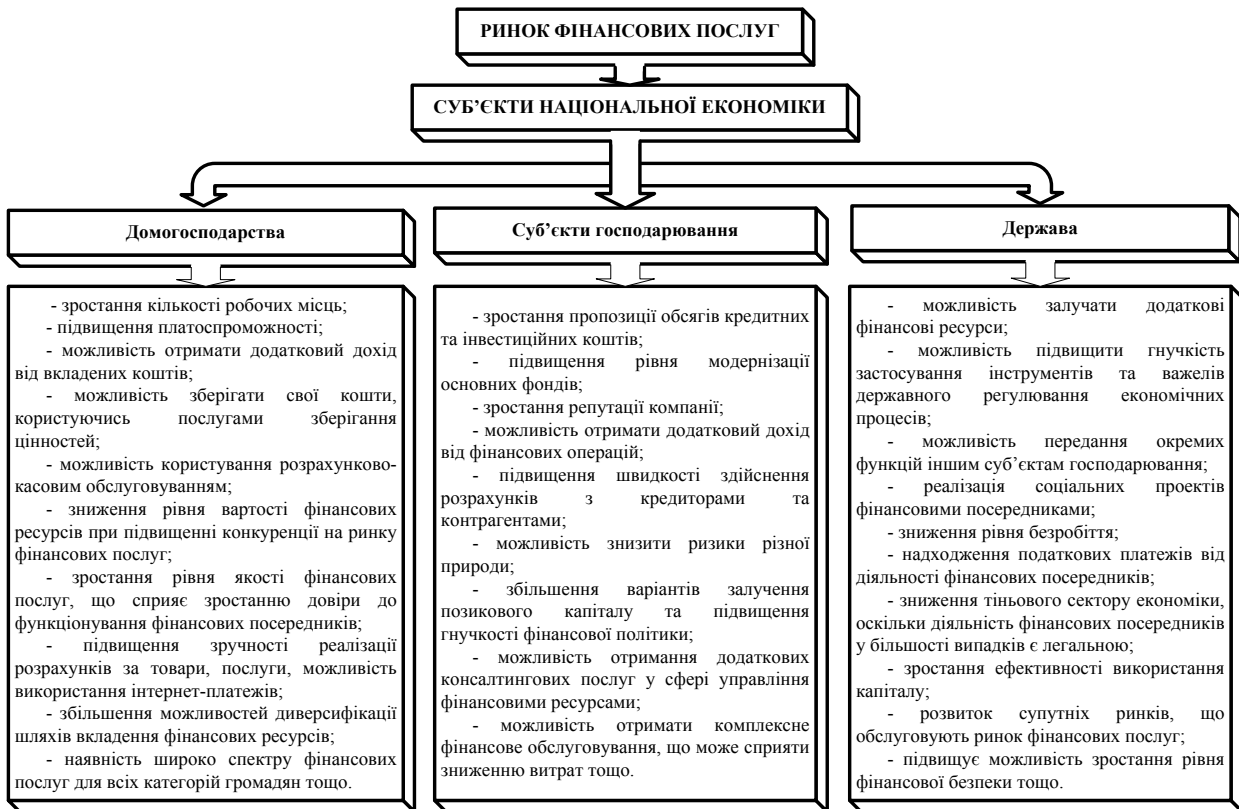 РИНОК ФІНАНСОВИХ ПОСЛУГ
СУБ’ЄКТИ НАЦІОНАЛЬНОЇ ЕКОНОМІКИ
Домогосподарства
- зростання кількості робочих місць;
- підвищення платоспроможності;
- можливість отримати додатковий дохід
від вкладених коштів;
- можливість зберігати свої кошти,
користуючись послугами зберігання
цінностей;
- можливість користування розрахунково-
касовим обслуговуванням;
- зниження рівня вартості фінансових
ресурсів при підвищенні конкуренції на ринку
фінансових послуг;
- зростання рівня якості фінансових
послуг, що сприяє зростанню довіри до
функціонування фінансових посередників;
- підвищення зручності реалізації
розрахунків за товари, послуги, можливість
використання інтернет-платежів;
- збільшення можливостей диверсифікації
шляхів вкладення фінансових ресурсів;
- наявність широко спектру фінансових
послуг для всіх категорій громадян тощо.
Суб’єкти господарювання
- зростання пропозиції обсягів кредитних
та інвестиційних коштів;
- підвищення рівня модернізації
основних фондів;
- зростання репутації компанії;
- можливість отримати додатковий дохід
від фінансових операцій;
- підвищення швидкості здійснення
розрахунків з кредиторами та
контрагентами;
- можливість знизити ризики різної
природи;
- збільшення варіантів залучення
позикового капіталу та підвищення
гнучкості фінансової політики;
- можливість отримання додаткових
консалтингових послуг у сфері управління
фінансовими ресурсами;
- можливість отримати комплексне
фінансове обслуговування, що може сприяти
зниженню витрат тощо.
Держава
- можливість залучати додаткові
фінансові ресурси;
- можливість підвищити гнучкість
застосування інструментів та важелів
державного регулювання економічних
процесів;
- можливість передання окремих
функцій іншим суб’єктам господарювання;
- реалізація соціальних проектів
фінансовими посередниками;
- зниження рівня безробіття;
- надходження податкових платежів від
діяльності фінансових посередників;
- зниження тіньового сектору економіки,
оскільки діяльність фінансових посередників
у більшості випадків є легальною;
- зростання ефективності використання
капіталу;
- розвиток супутніх ринків, що
обслуговують ринок фінансових послуг;
- підвищує можливість зростання рівня
фінансової безпеки тощо.